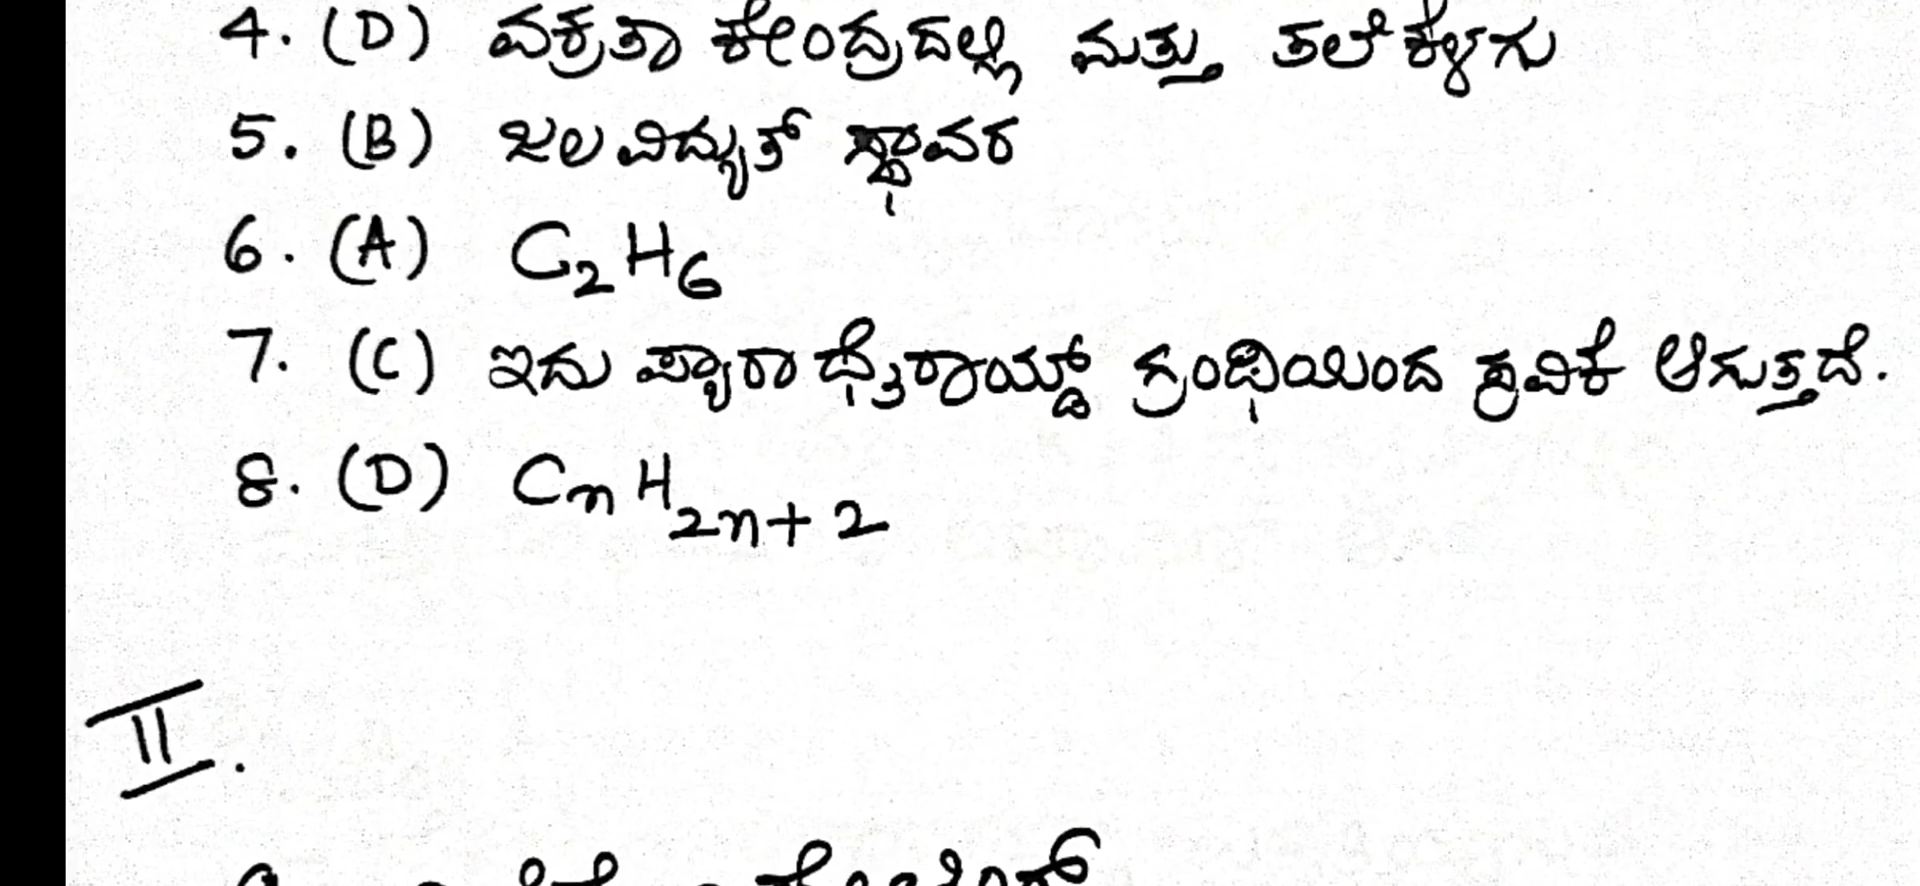 4. (D) ವಕ್ರತಾ ಕೇಂದ್ರದಲ್ಲಿ ಮತ್ತು ತಲೆಕೆಳಗು
5. (B) ಜಲವಿದ್ಯುತ್ ಸ್ಥಾವರ
6. (A) C₂H₆
7. (C) ಇದು ಪ್ಯಾರಾಥೈರಾಯ್ಡ್ ಗ್ರಂಥಿಯಿಂದ ಸ್ರವಿಕೆ ಆಗುತ್ತದೆ.
8. (D) CₙH₂ₙ₊₂
II.